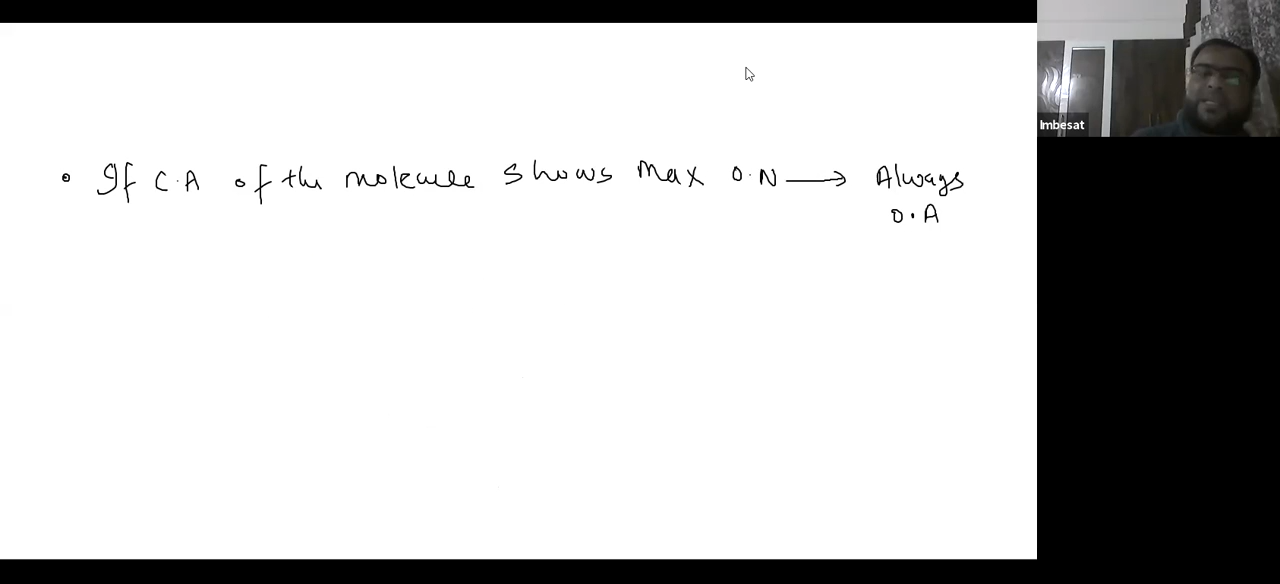 • If C.A of the molecule shows Max O.N → Always
O.A
Imbesat